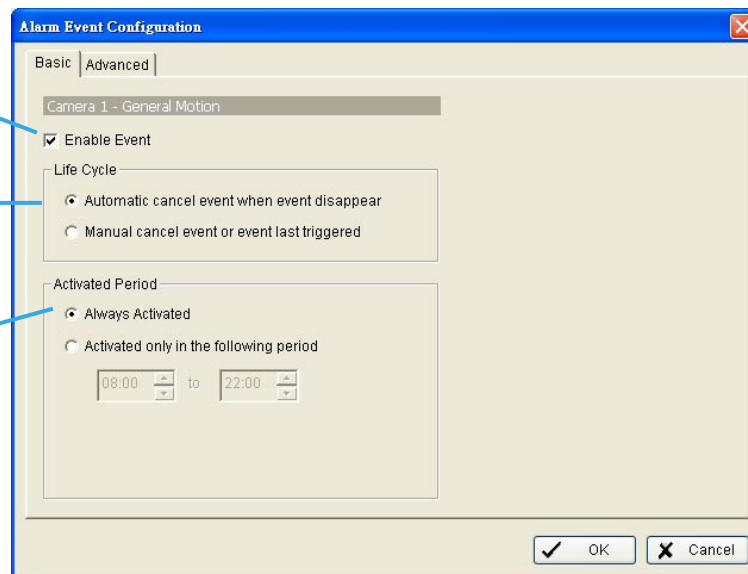 Alarm Event Configuration
Basic Advanced
Camera 1 - General Motion
Enable Event
Life Cycle
Automatic cancel event when event disappear
Manual cancel event or event last triggered
Activated Period
Always Activated
Activated only in the following period
08:00 to 22:00
OK Cancel